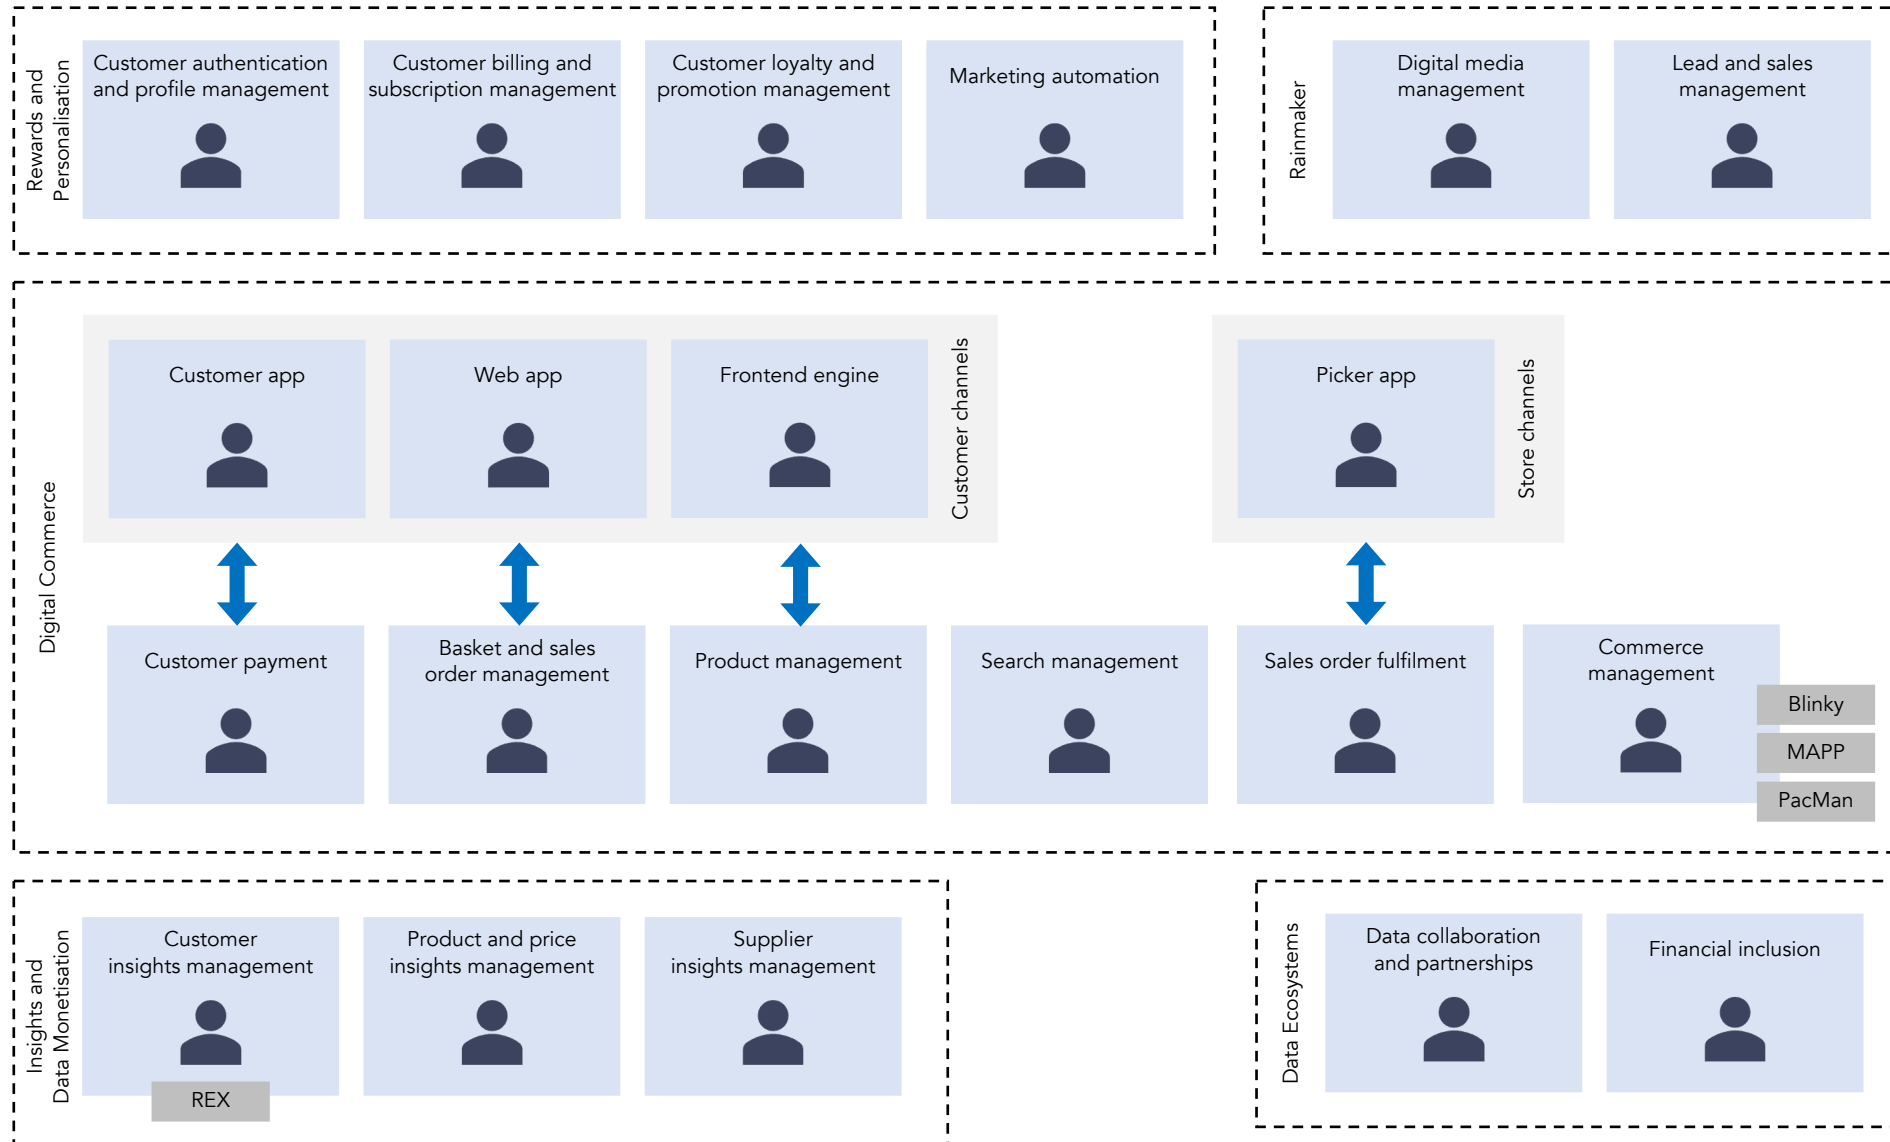 Rewards and
Personalisation
Customer authentication
and profile management
Customer billing and
subscription management
Customer loyalty and
promotion management
Marketing automation
Rainmaker
Digital media
management
Lead and sales
management
Digital Commerce
Customer app
Web app
Frontend engine
Customer channels
Picker app
Store channels
Customer payment
Basket and sales
order management
Product management
Search management
Sales order fulfilment
Commerce
management
Blinky
MAPP
PacMan
Insights and
Data Monetisation
Customer
insights management
REX
Product and price
insights management
Supplier
insights management
Data Ecosystems
Data collaboration
and partnerships
Financial inclusion